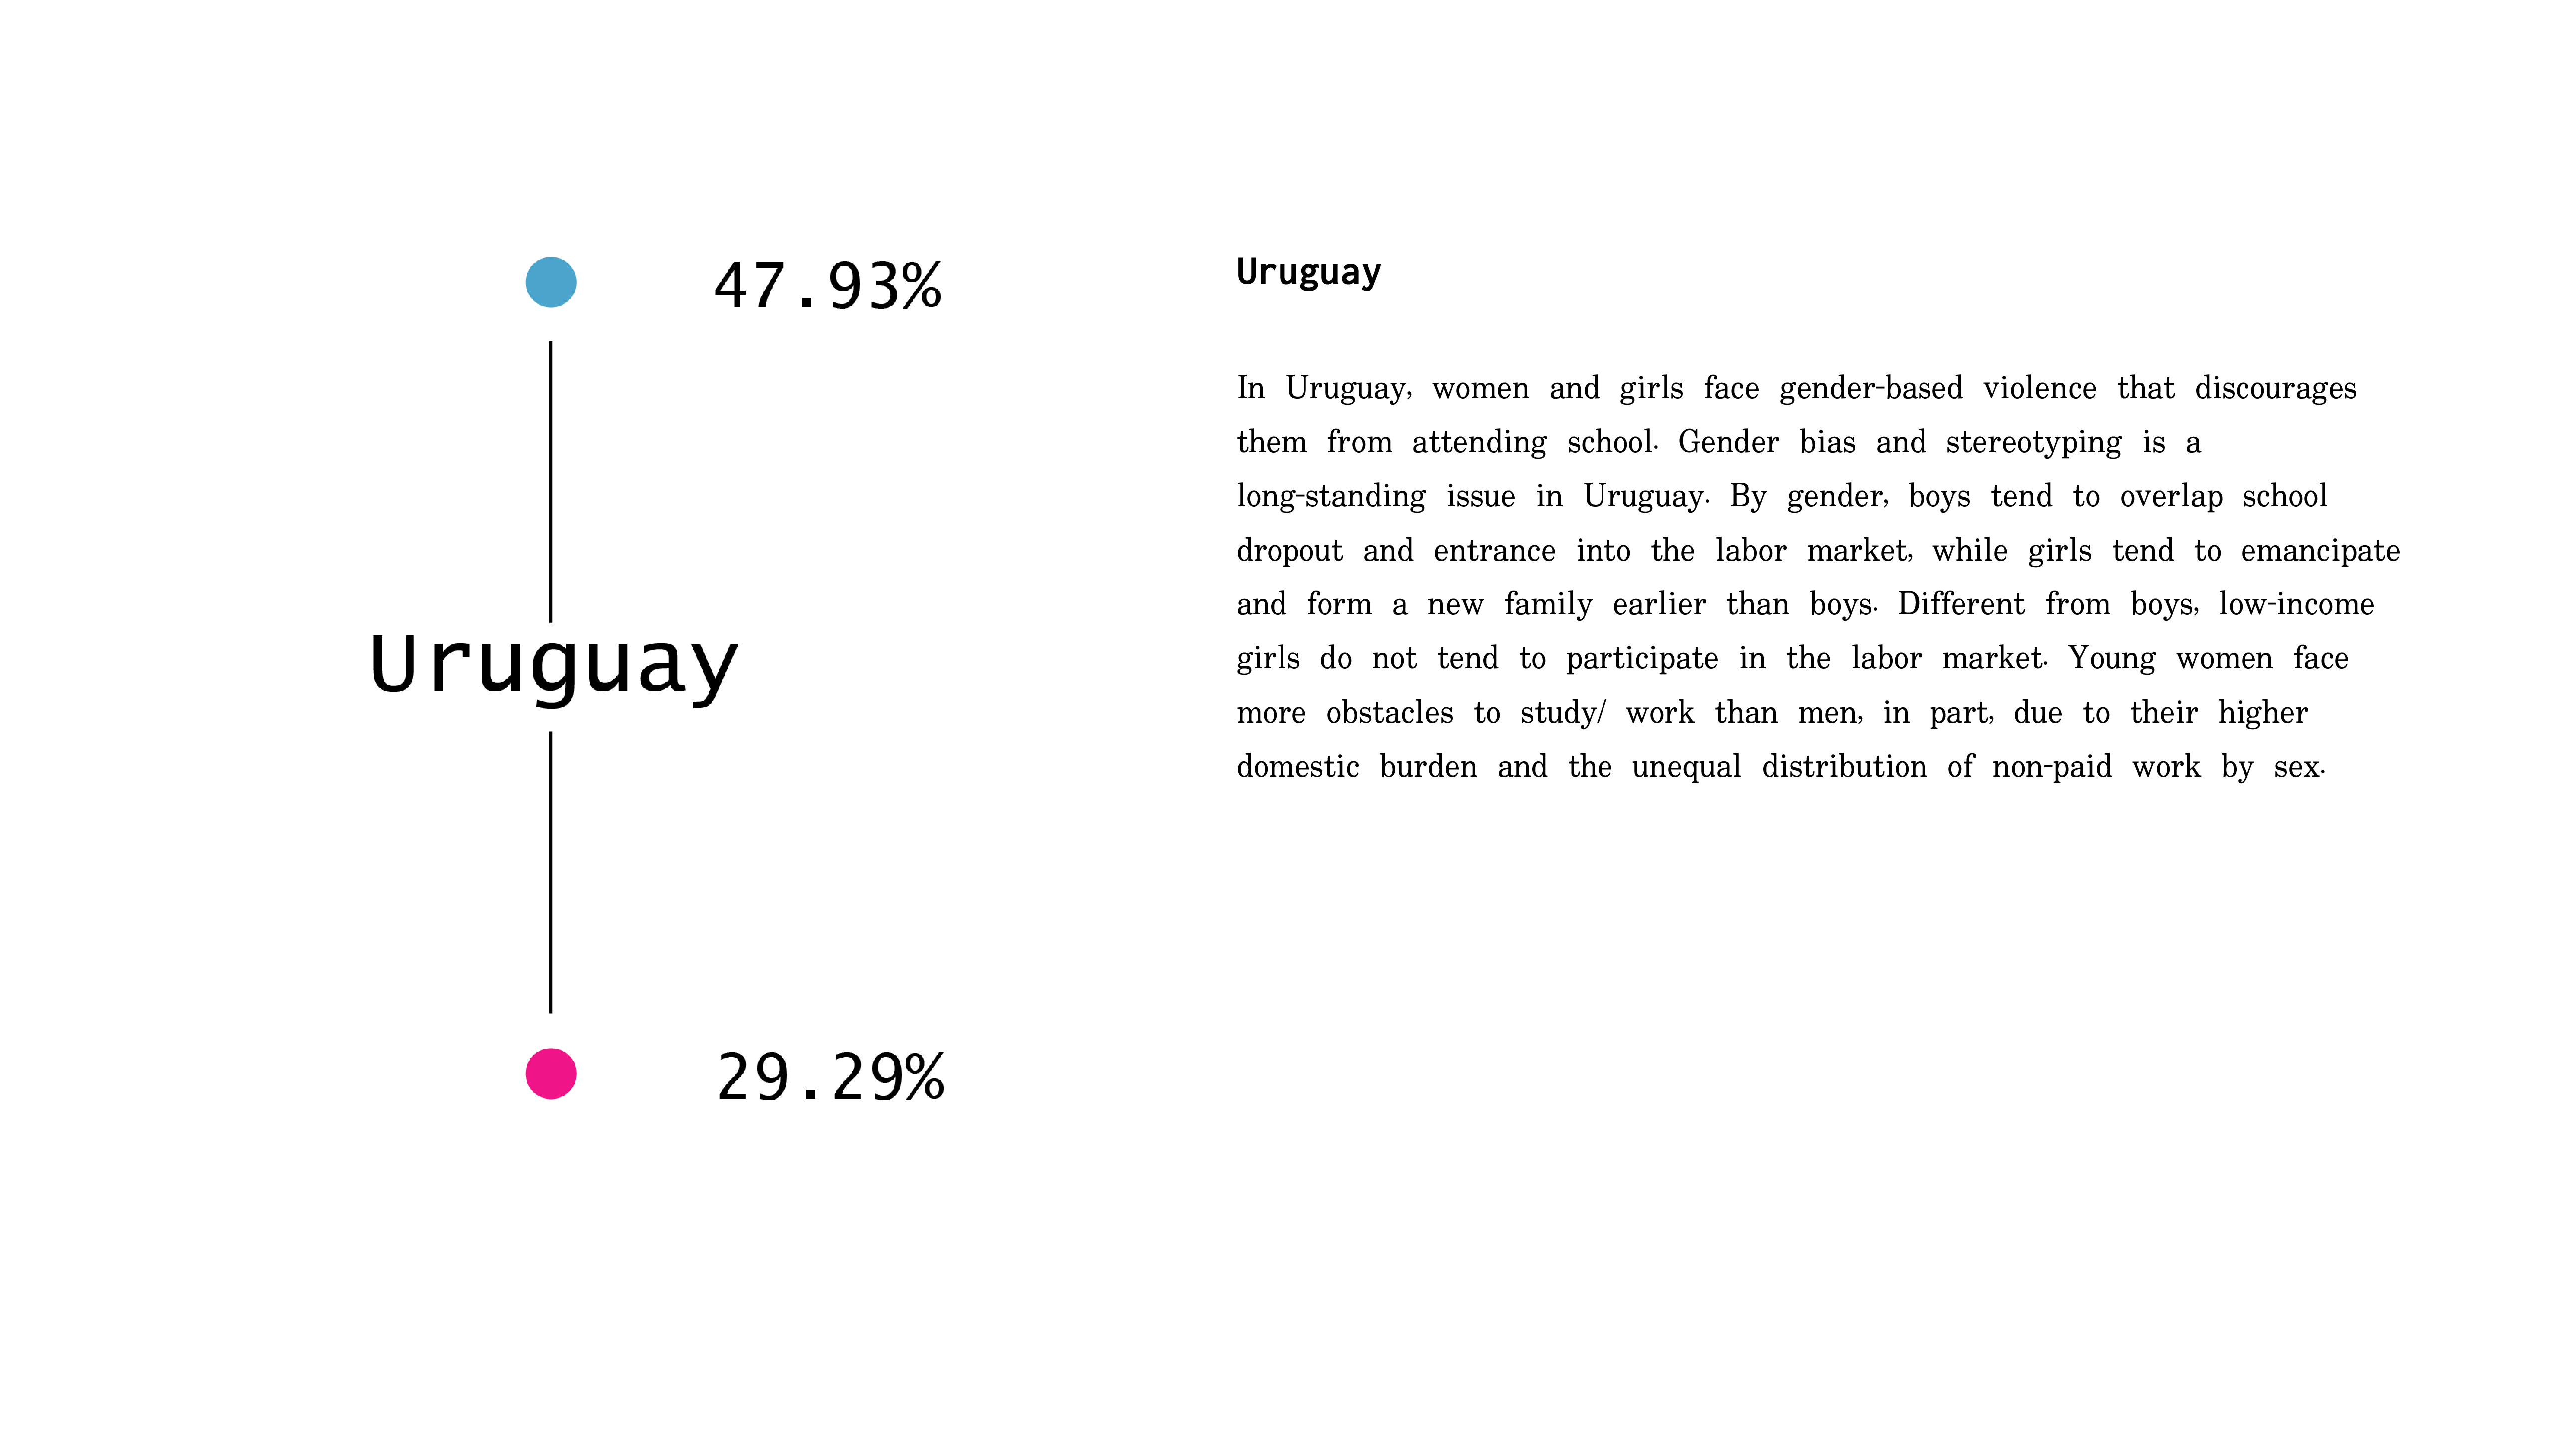 47.93%
Uruguay
29.29%
Uruguay
In Uruguay, women and girls face gender-based violence that discourages
them from attending school. Gender bias and stereotyping is a
long-standing issue in Uruguay. By gender, boys tend to overlap school
dropout and entrance into the labor market, while girls tend to emancipate
and form a new family earlier than boys. Different from boys, low-income
girls do not tend to participate in the labor market. Young women face
more obstacles to study/ work than men, in part, due to their higher
domestic burden and the unequal distribution of non-paid work by sex.